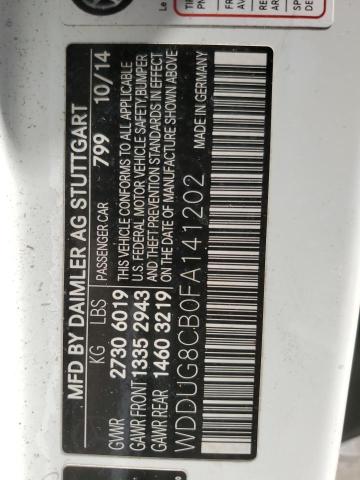 MFD BY DAIMLER AG STUTTGART
KG LBS PASSENGER CAR 799 10/14
GVWR 2730 6019 THIS VEHICLE CONFORMS TO ALL APPLICABLE
GAWR FRONT 1335 2943 U.S. FEDERAL MOTOR VEHICLE SAFETY,BUMPER
GAWR REAR 1460 3219 AND THEFT PREVENTION STANDARDS IN EFFECT
ON THE DATE OF MANUFACTURE SHOWN ABOVE
WDDUG8CB0FA141202 MADE IN GERMANY